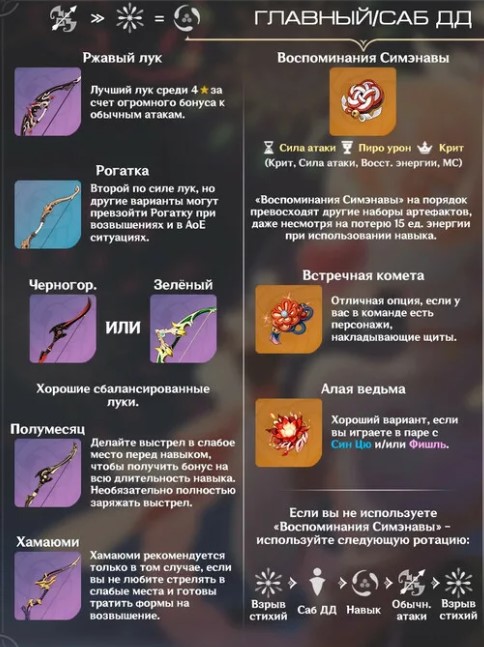 ГЛАВНЫЙ/САБ ДД
Ржавый лук
Лучший лук среди 4★ за
счет огромного бонуса к
обычным атакам.
Рогатка
Второй по силе лук, но
другие варианты могут
превзойти Рогатку при
возвышениях и в АоЕ
ситуациях.
Черногор.
ИЛИ
Зелёный
Хорошие сбалансированные
луки.
Полумесяц
Делайте выстрел в слабое
место перед навыком,
чтобы получить бонус на
всю длительность навыка.
Необязательно полностью
заряжать выстрел.
Хамаюми
Хамаюми рекомендуется
только в том случае, если
вы не любите стрелять в
слабые места и готовы
тратить формы на
возвышение.
Воспоминания Симэнавы
Сила атаки Пиро урон Крит
(Крит, Сила атаки, Восст. энергии, МС)
«Воспоминания Симэнавы» на порядок
превосходят другие наборы артефактов,
даже несмотря на потерю 15 ед. энергии
при использовании навыка.
Встречная комета
Отличная опция, если у
вас в команде есть
персонажи,
накладывающие щиты.
Алая ведьма
Хороший вариант, если
вы играете в паре с
Син Цю и/или Фишль.
Если вы не используете
«Воспоминания Симэнавы» –
используйте следующую ротацию:
Взрыв
стихий
Саб ДД
Навык
Обычн.
атаки
Взрыв
стихий